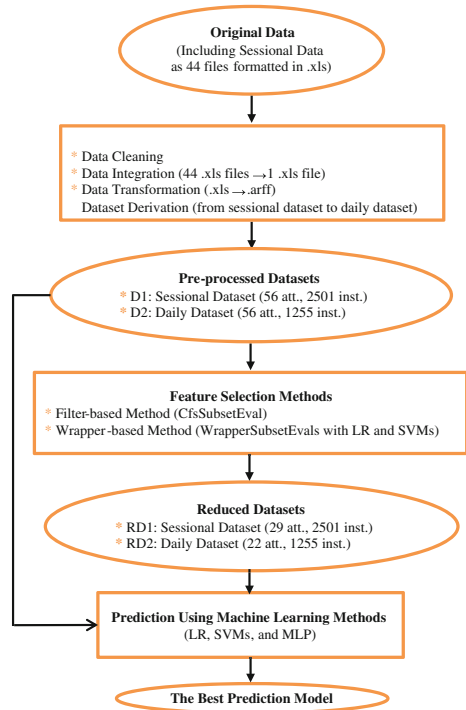 Original Data
(Including Sessional Data
as 44 files formatted in .xls)
* Data Cleaning
* Data Integration (44 .xls files →1 .xls file)
* Data Transformation (.xls →.arff)
Dataset Derivation (from sessional dataset to daily dataset)
Pre-processed Datasets
* D1: Sessional Dataset (56 att., 2501 inst.)
* D2: Daily Dataset (56 att., 1255 inst.)
Feature Selection Methods
* Filter-based Method (CfsSubsetEval)
* Wrapper-based Method (WrapperSubsetEvals with LR and SVMs)
Reduced Datasets
* RD1: Sessional Dataset (29 att., 2501 inst.)
* RD2: Daily Dataset (22 att., 1255 inst.)
Prediction Using Machine Learning Methods
(LR, SVMs, and MLP)
The Best Prediction Model